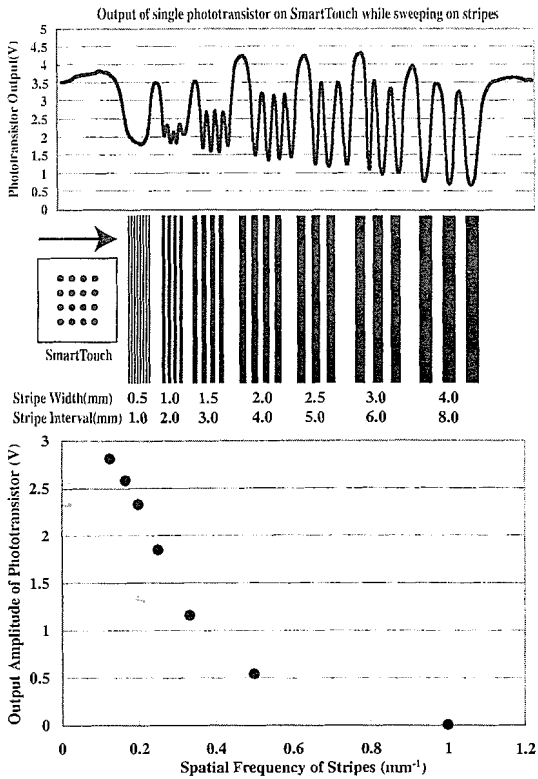 Output of single phototransistor on SmartTouch while sweeping on stripes
Phototransistor Output(V)
5
4.5
4
3.5
3
2.5
2
1.5
1
0.5
0
SmartTouch
Stripe Width(mm) 0.5 1.0 1.5 2.0 2.5 3.0 4.0
Stripe Interval(mm) 1.0 2.0 3.0 4.0 5.0 6.0 8.0
Output Amplitude of Phototransistor (V)
3
2.5
2
1.5
1
0.5
0
0 0.2 0.4 0.6 0.8 1 1.2
Spatial Frequency of Stripes (mm⁻¹)